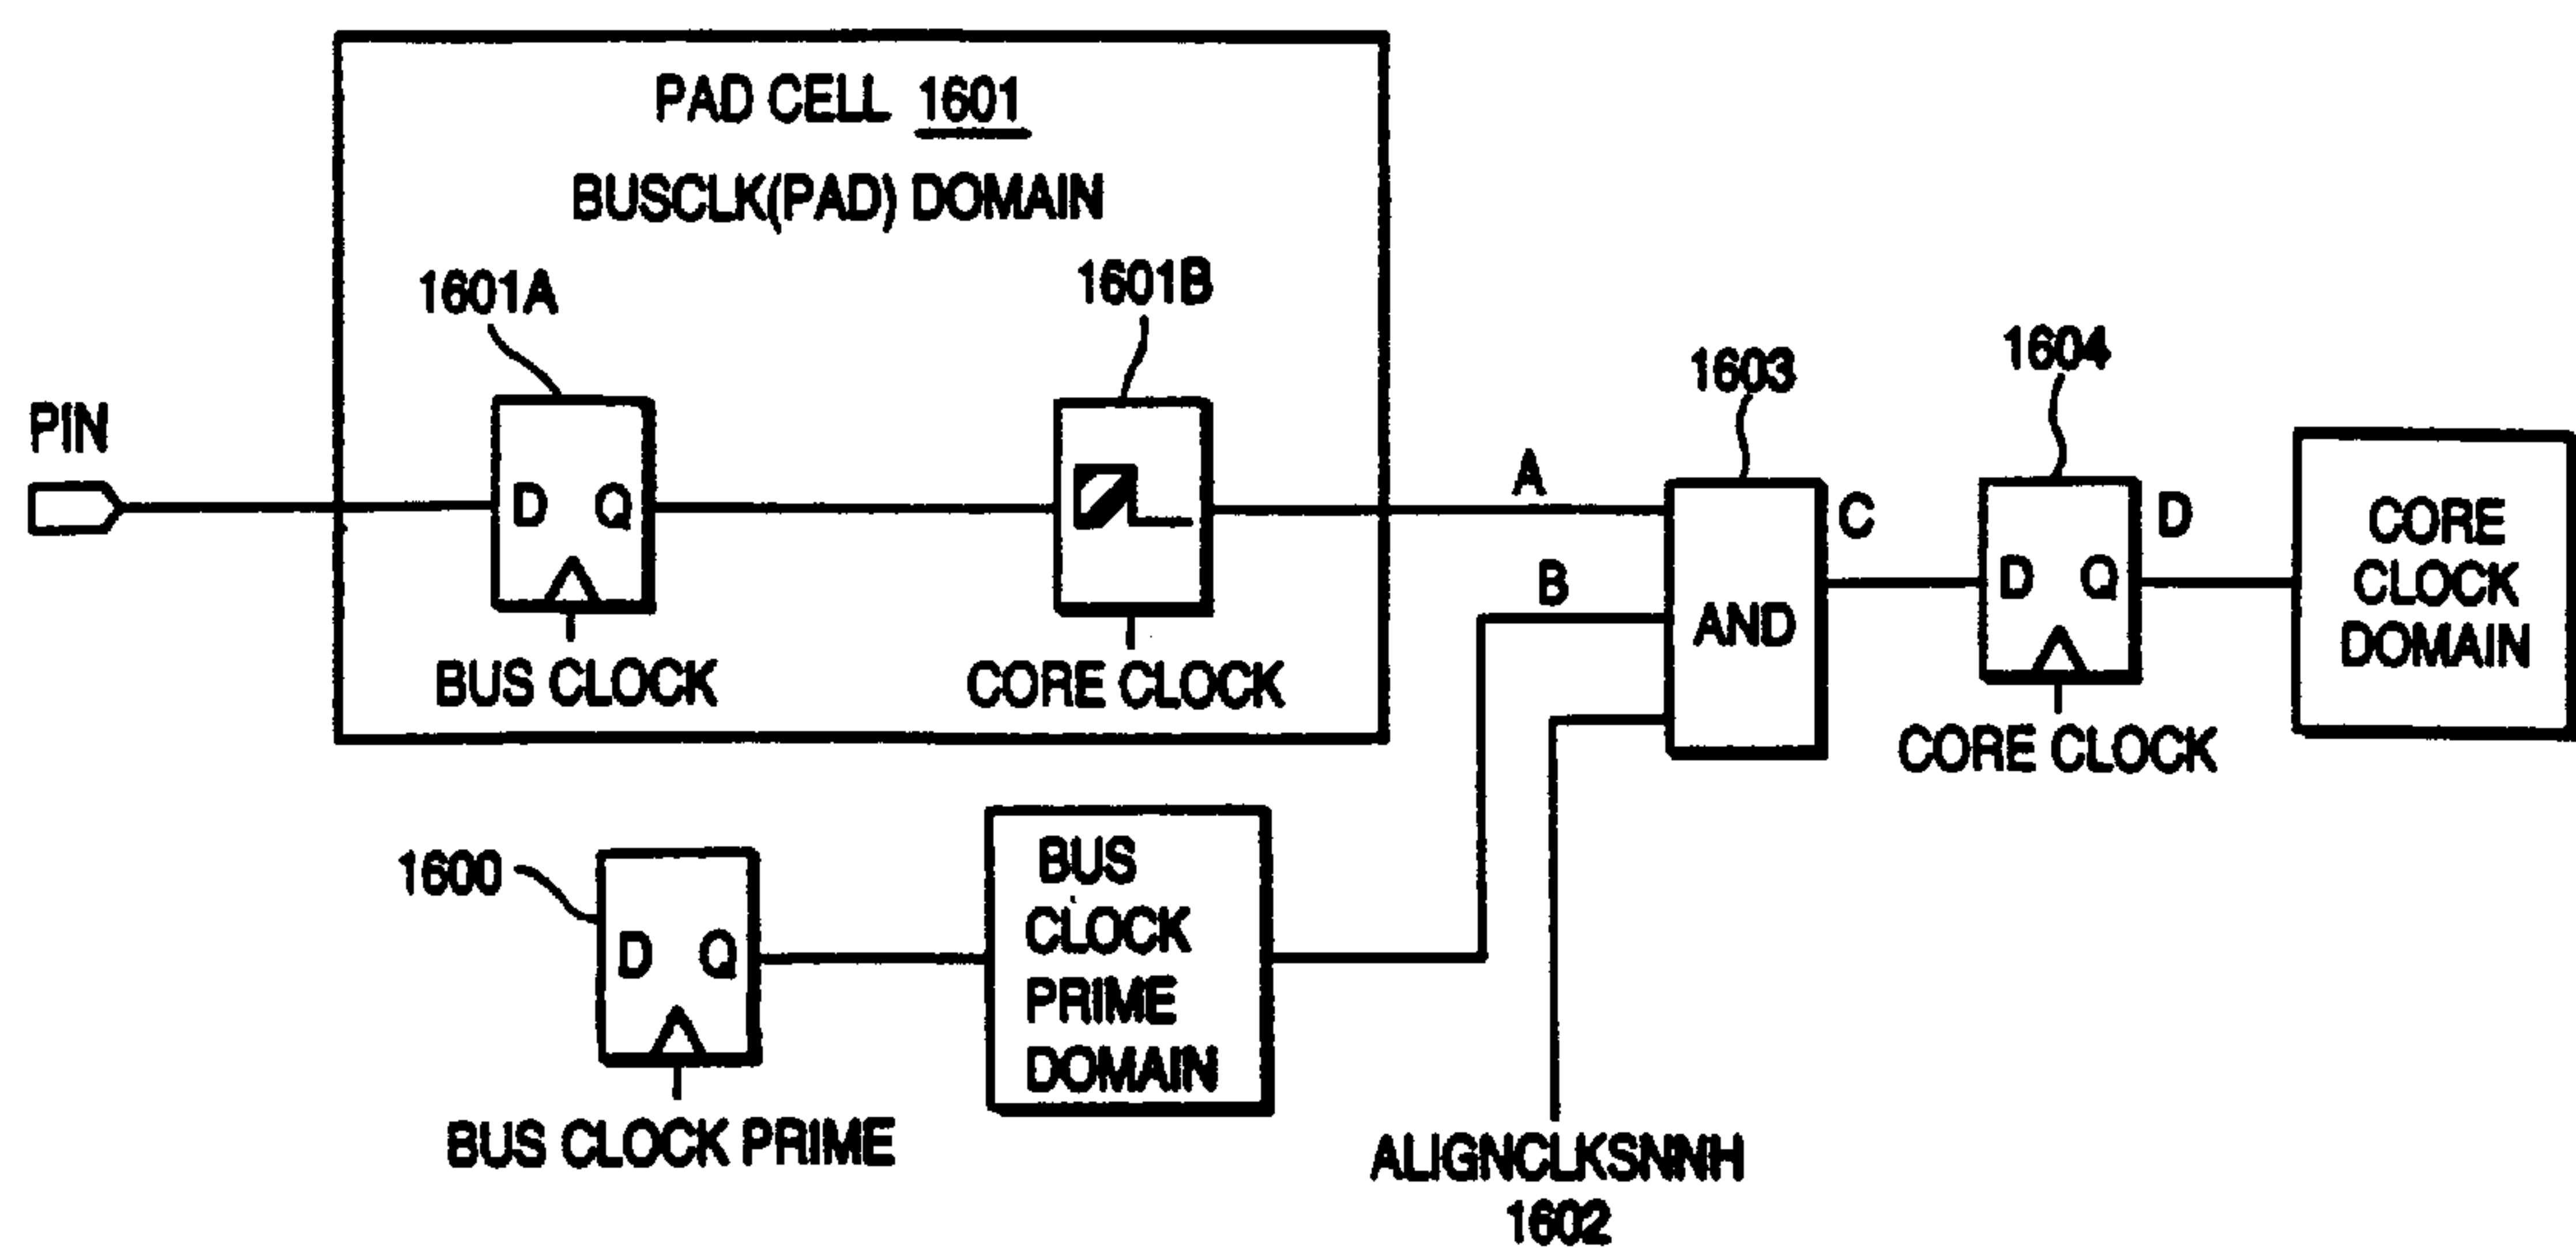 PAD CELL 1601
BUSCLK(PAD) DOMAIN
1601A
1601B
PIN
D Q
BUS CLOCK
CORE CLOCK
A
B
1603
AND
C
1604
D Q
D
CORE CLOCK
CORE
CLOCK
DOMAIN
1600
D Q
BUS CLOCK PRIME
BUS
CLOCK
PRIME
DOMAIN
ALIGNCLKSNNH
1602